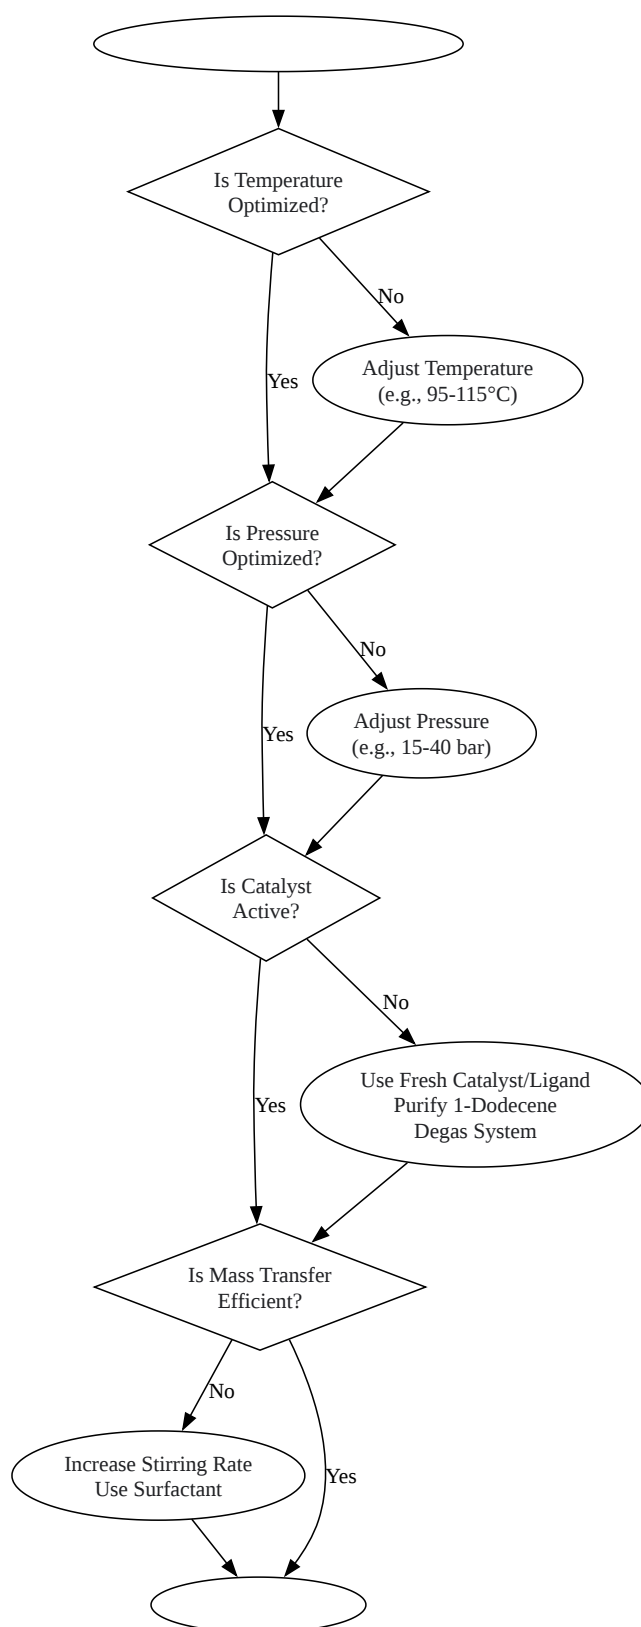 Is Temperature
Optimized?
No
Adjust Temperature
(e.g., 95-115°C)
Yes
Is Pressure
Optimized?
No
Adjust Pressure
(e.g., 15-40 bar)
Yes
Is Catalyst
Active?
No
Use Fresh Catalyst/Ligand
Purify 1-Dodecene
Degas System
Yes
Is Mass Transfer
Efficient?
No
Increase Stirring Rate
Use Surfactant
Yes